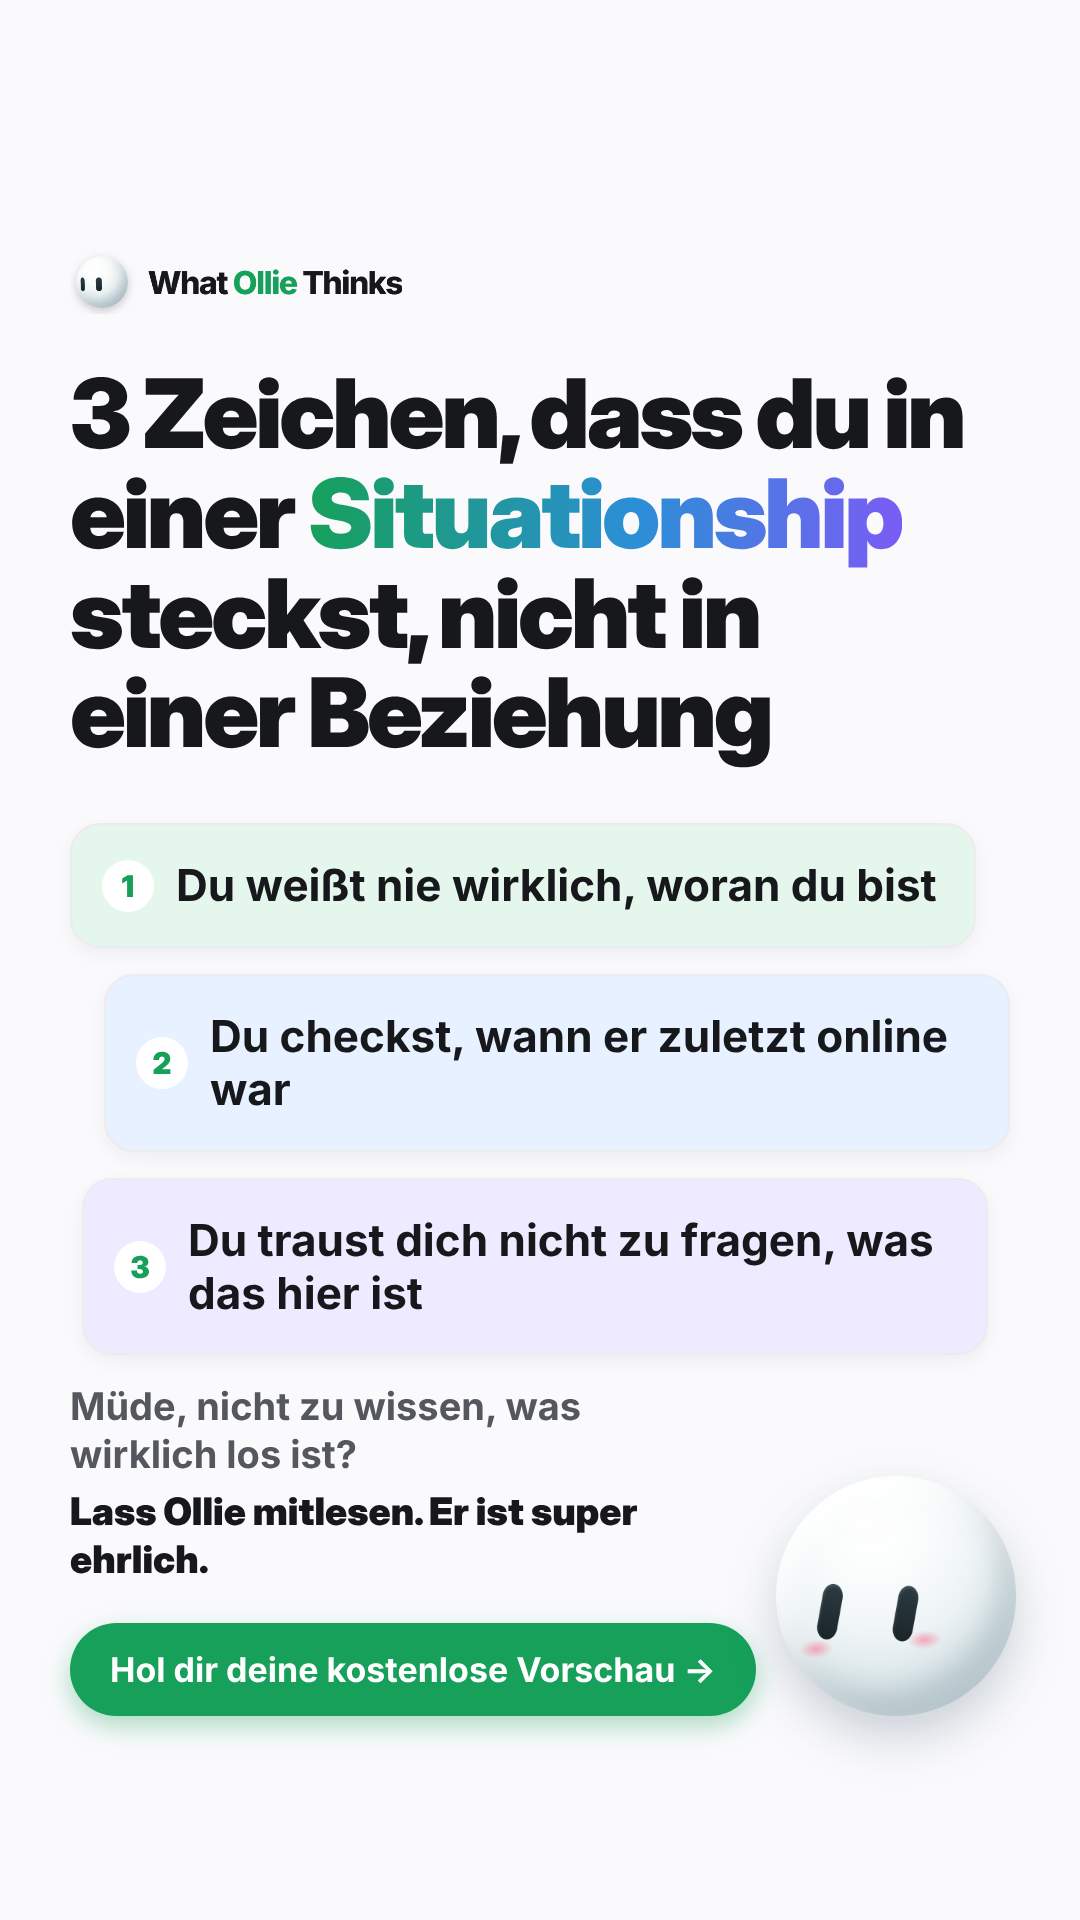 What Ollie Thinks
3 Zeichen, dass du in
einer Situationship
steckst, nicht in
einer Beziehung
1 Du weißt nie wirklich, woran du bist
2 Du checkst, wann er zuletzt online
war
3 Du traust dich nicht zu fragen, was
das hier ist
Müde, nicht zu wissen, was
wirklich los ist?
Lass Ollie mitlesen. Er ist super
ehrlich.
Hol dir deine kostenlose Vorschau →